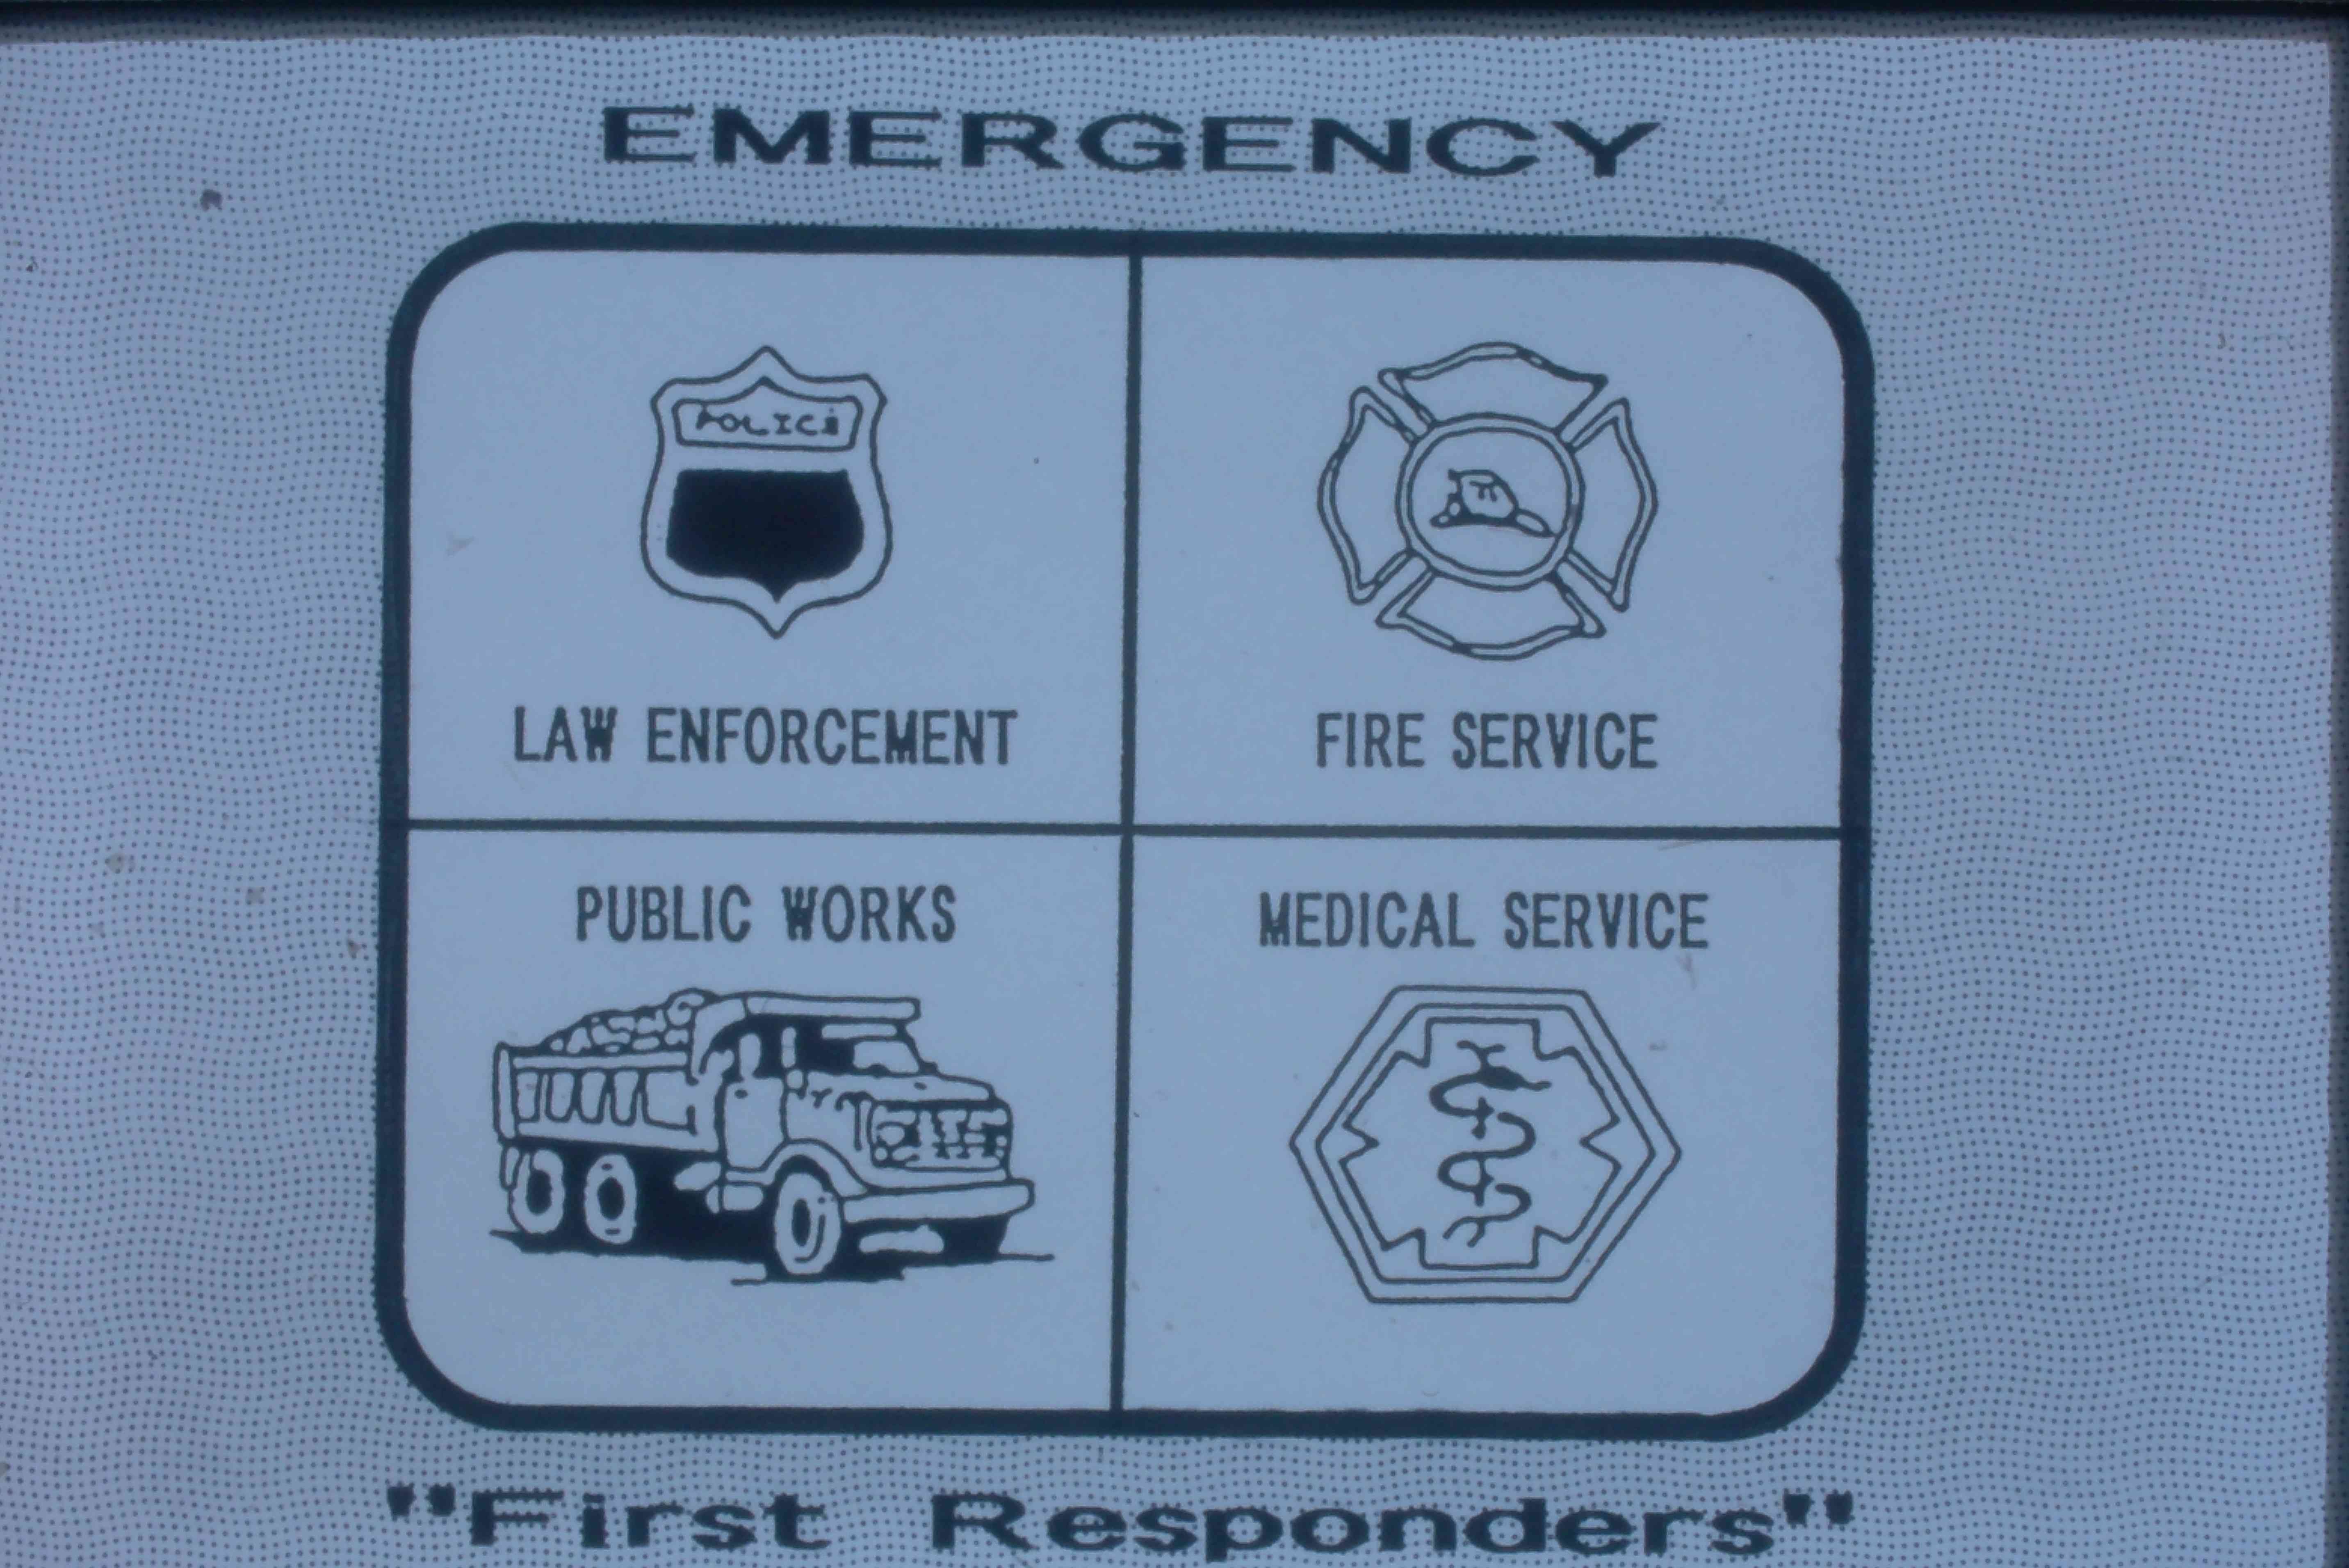 EMERGENCY
POLICE
LAW ENFORCEMENT
FIRE SERVICE
PUBLIC WORKS
MEDICAL SERVICE
"First Responders"